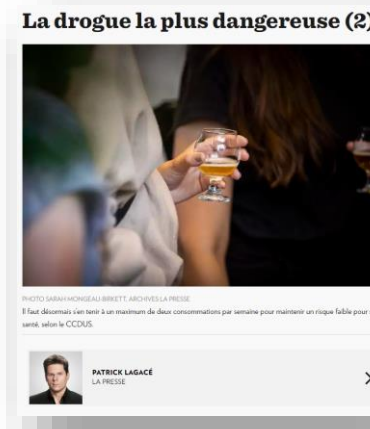 La drogue la plus dangereuse (2)
PHOTO SARAH MONGEAU-BIRKETT, ARCHIVES LA PRESSE
Il faut désormais s'en tenir à un maximum de deux consommations par semaine pour maintenir un risque faible pour
santé, selon le CCDUS.
PATRICK LAGACÉ
LA PRESSE